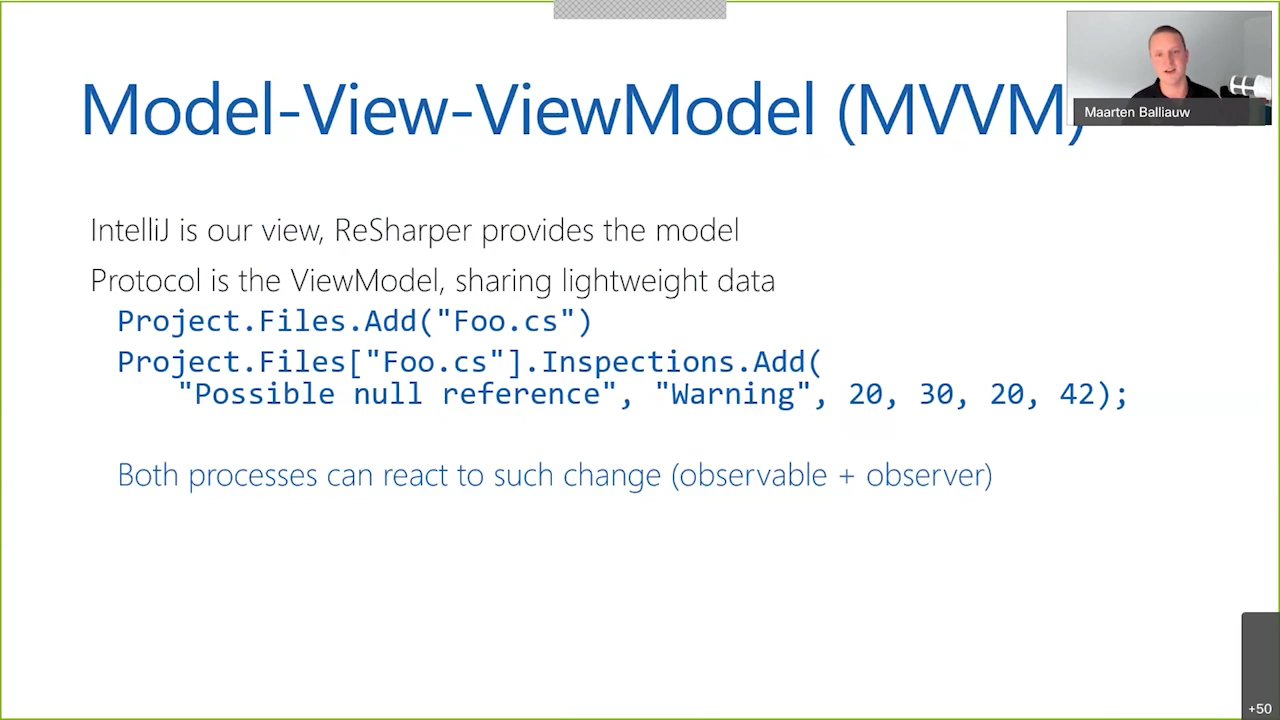 Model-View-ViewModel (MVVM)
Maarten Balliauw
IntelliJ is our view, ReSharper provides the model
Protocol is the ViewModel, sharing lightweight data
Project.Files.Add("Foo.cs")
Project.Files["Foo.cs"].Inspections.Add(
"Possible null reference", "Warning", 20, 30, 20, 42);
Both processes can react to such change (observable + observer)
+50